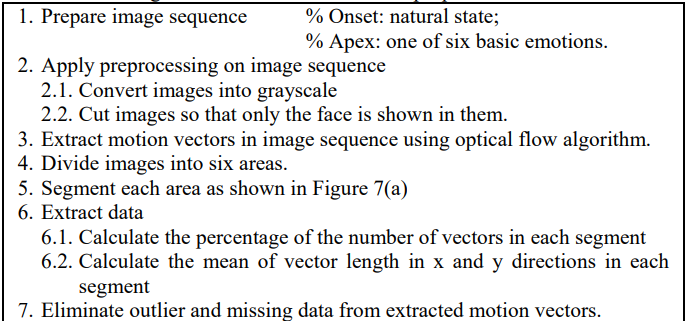 1. Prepare image sequence % Onset: natural state;
% Apex: one of six basic emotions.
2. Apply preprocessing on image sequence
2.1. Convert images into grayscale
2.2. Cut images so that only the face is shown in them.
3. Extract motion vectors in image sequence using optical flow algorithm.
4. Divide images into six areas.
5. Segment each area as shown in Figure 7(a)
6. Extract data
6.1. Calculate the percentage of the number of vectors in each segment
6.2. Calculate the mean of vector length in x and y directions in each
segment
7. Eliminate outlier and missing data from extracted motion vectors.